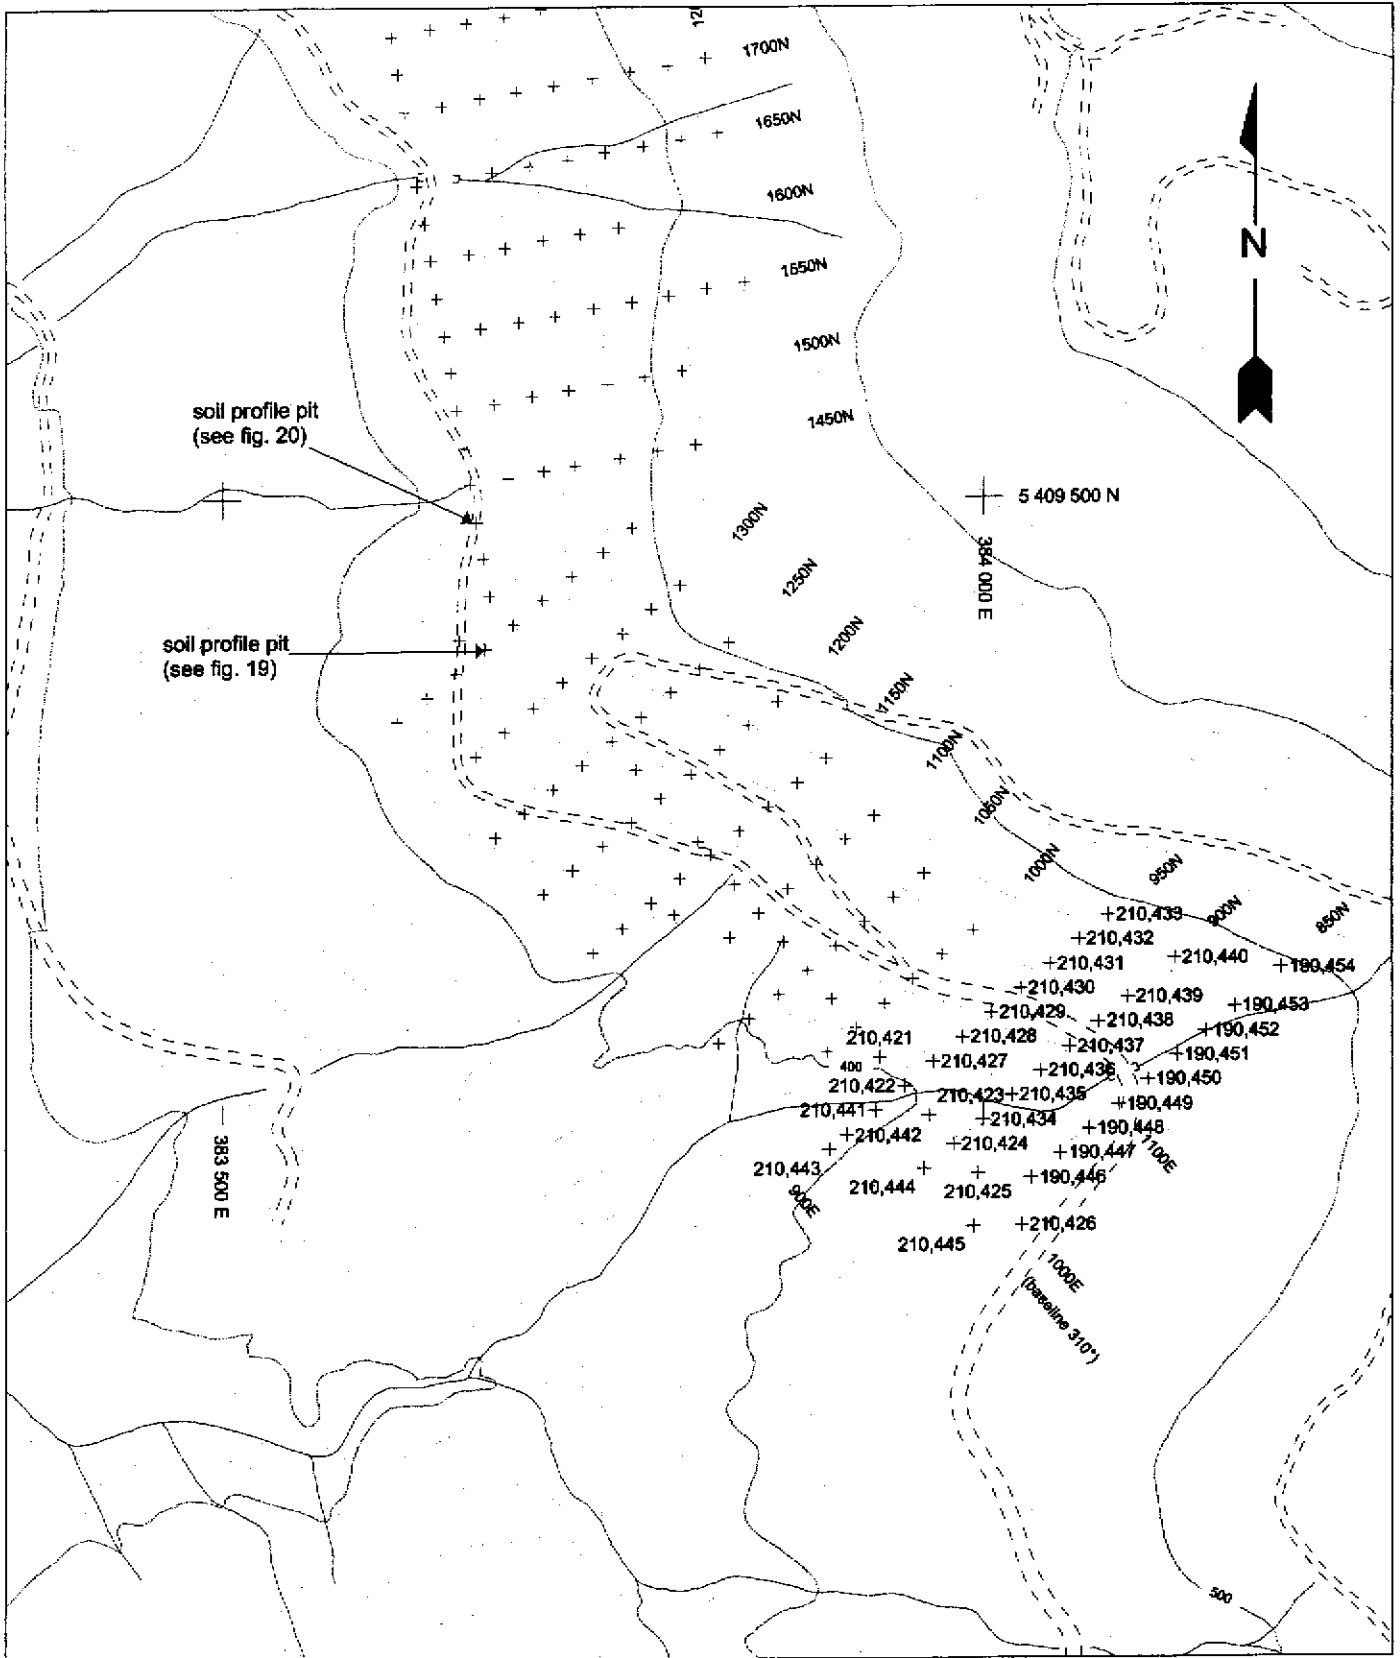 12
1700N
1650N
1600N
1550N
1500N
1450N
N
soil profile pit
(see fig. 20)
5 409 500 N
384 000 E
1300N
1250N
1200N
1150N
1100N
1050N
1000N
950N
900N
850N
soil profile pit
(see fig. 19)
210,433
210,432
210,431
210,440
190,454
210,430
210,439
190,453
210,429
210,438
190,452
210,421
210,428
210,437
190,451
400
210,427
210,436
190,450
210,422
210,423
210,435
190,449
210,441
210,434
190,448
210,442
210,424
190,447
1100E
210,443
210,444
210,425
190,446
900E
210,445
210,426
1000E
(baseline 310°)
383 500 E
500